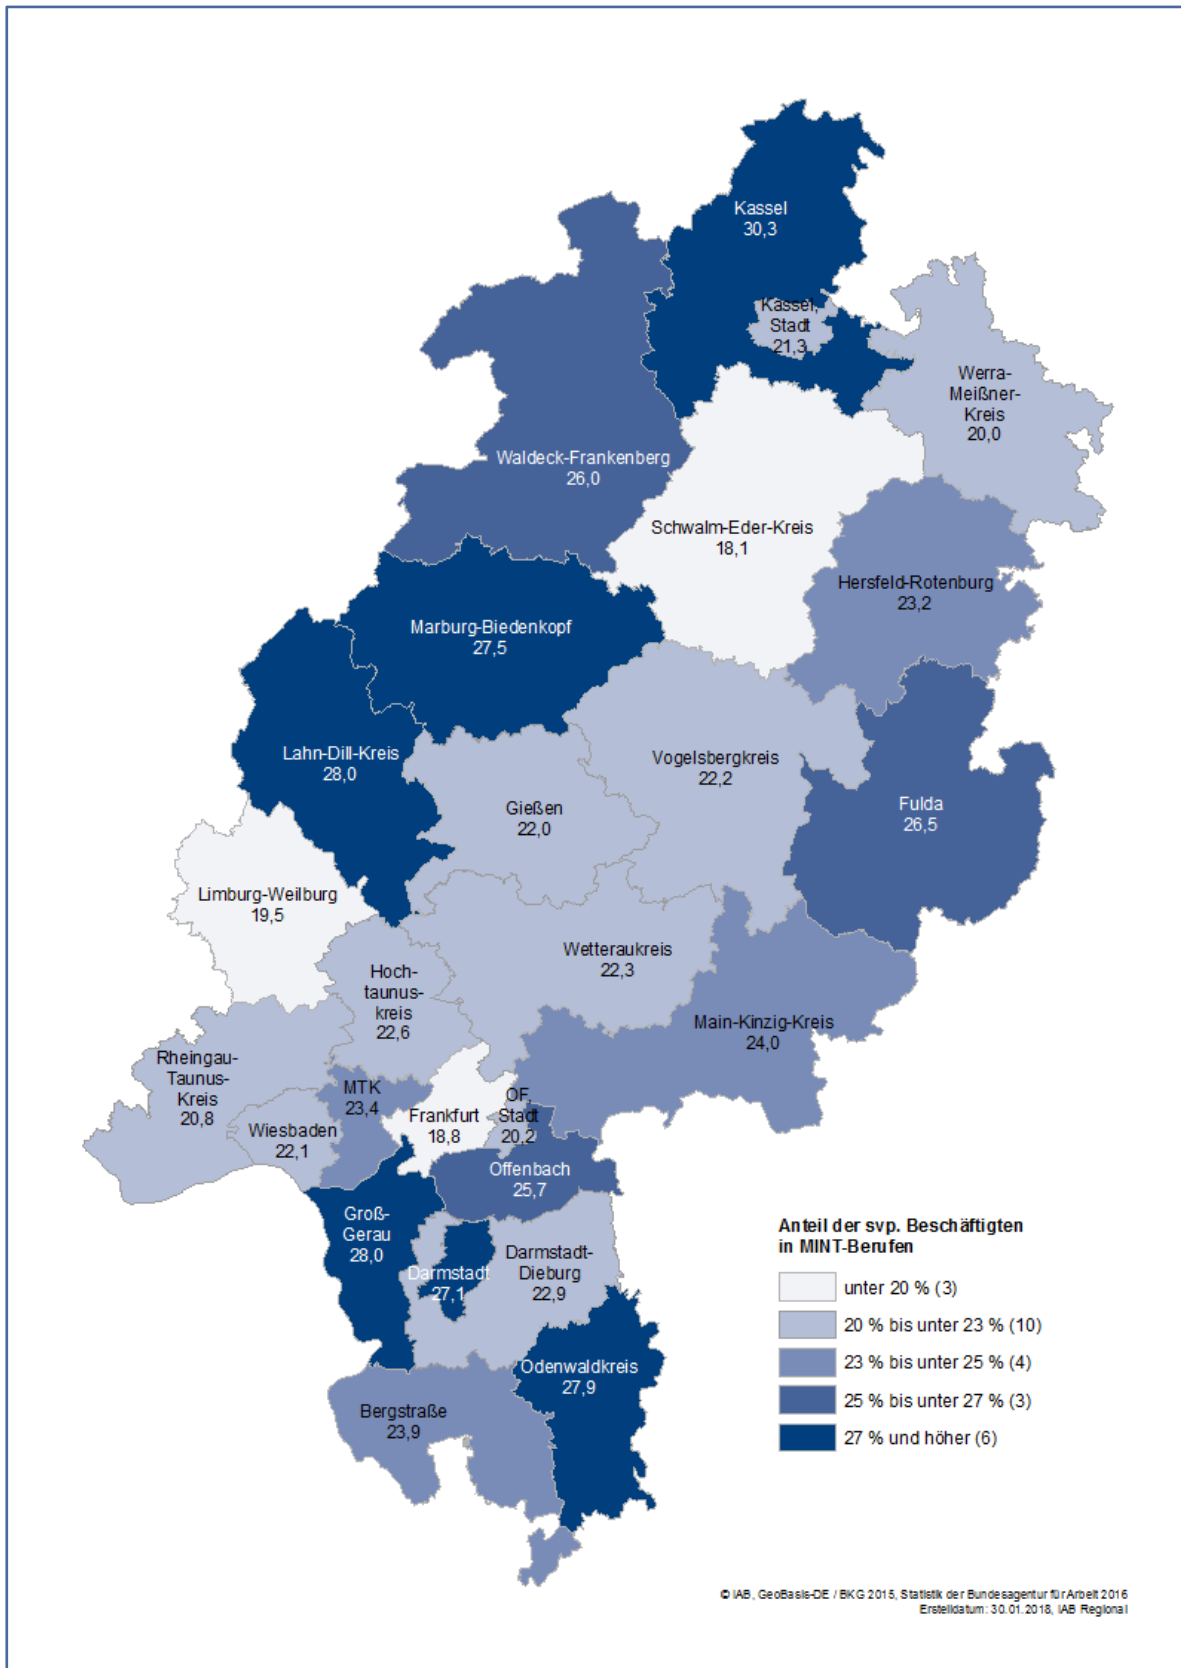 Kassel
30,3
Kassel,
Stadt
21,3
Werra-
Meißner-
Kreis
20,0
Waldeck-Frankenberg
26,0
Schwalm-Eder-Kreis
18,1
Hersfeld-Rotenburg
23,2
Marburg-Biedenkopf
27,5
Lahn-Dill-Kreis
28,0
Vogelsbergkreis
22,2
Gießen
22,0
Fulda
26,5
Limburg-Weilburg
19,5
Wetteraukreis
22,3
Hoch-
taunus-
kreis
22,6
Main-Kinzig-Kreis
24,0
Rheingau-
Taunus-
Kreis
20,8
MTK
23,4
Wiesbaden
22,1
Frankfurt
18,8
OF,
Stadt
20,2
Offenbach
25,7
Groß-
Gerau
28,0
Darmstadt
27,1
Darmstadt-
Dieburg
22,9
Odenwaldkreis
27,9
Bergstraße
23,9
Anteil der svp. Beschäftigten
in MINT-Berufen
unter 20 % (3)
20 % bis unter 23 % (10)
23 % bis unter 25 % (4)
25 % bis unter 27 % (3)
27 % und höher (6)
© IAB, GeoBasis-DE / BKG 2015, Statistik der Bundesagentur für Arbeit 2016
Erstelldatum: 30.01.2018, IAB Regional